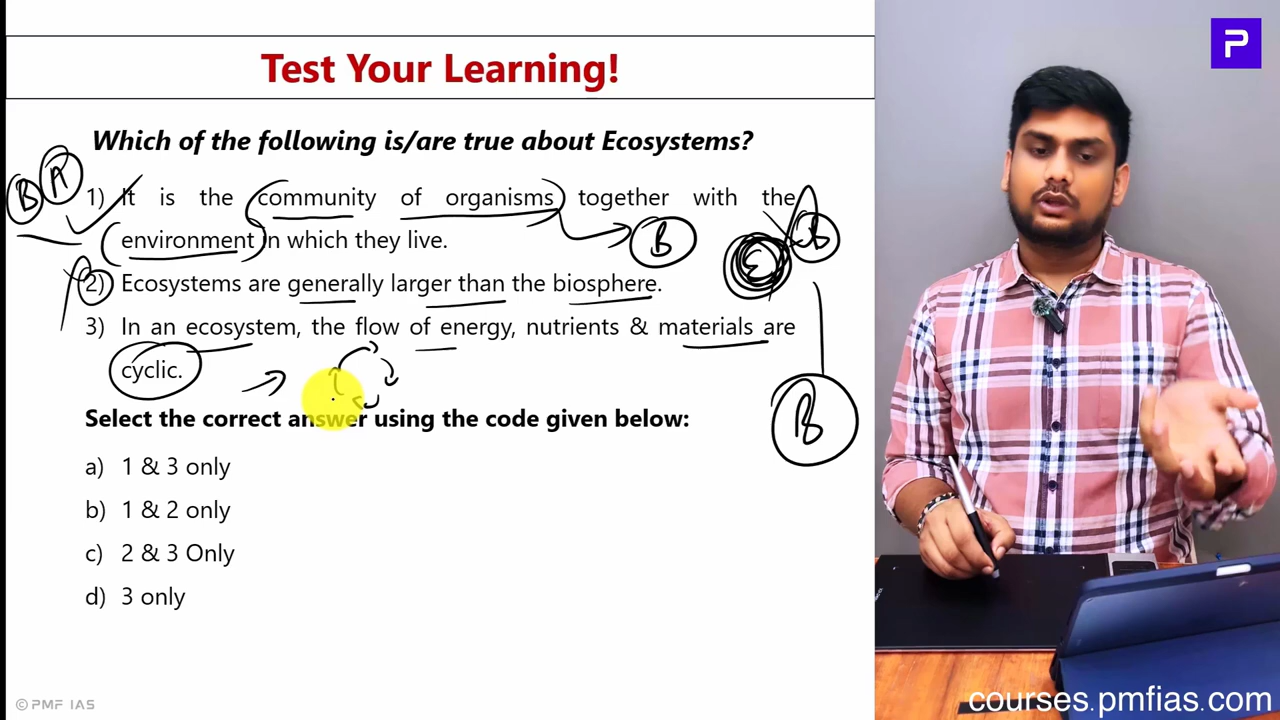 P
Test Your Learning!
Which of the following is/are true about Ecosystems?
B A
1) It is the community of organisms together with the
environment in which they live.
B
E
B
2) Ecosystems are generally larger than the biosphere.
3) In an ecosystem, the flow of energy, nutrients & materials are
cyclic.
B
Select the correct answer using the code given below:
a) 1 & 3 only
b) 1 & 2 only
c) 2 & 3 Only
d) 3 only
© PMF IAS
courses.pmfias.com